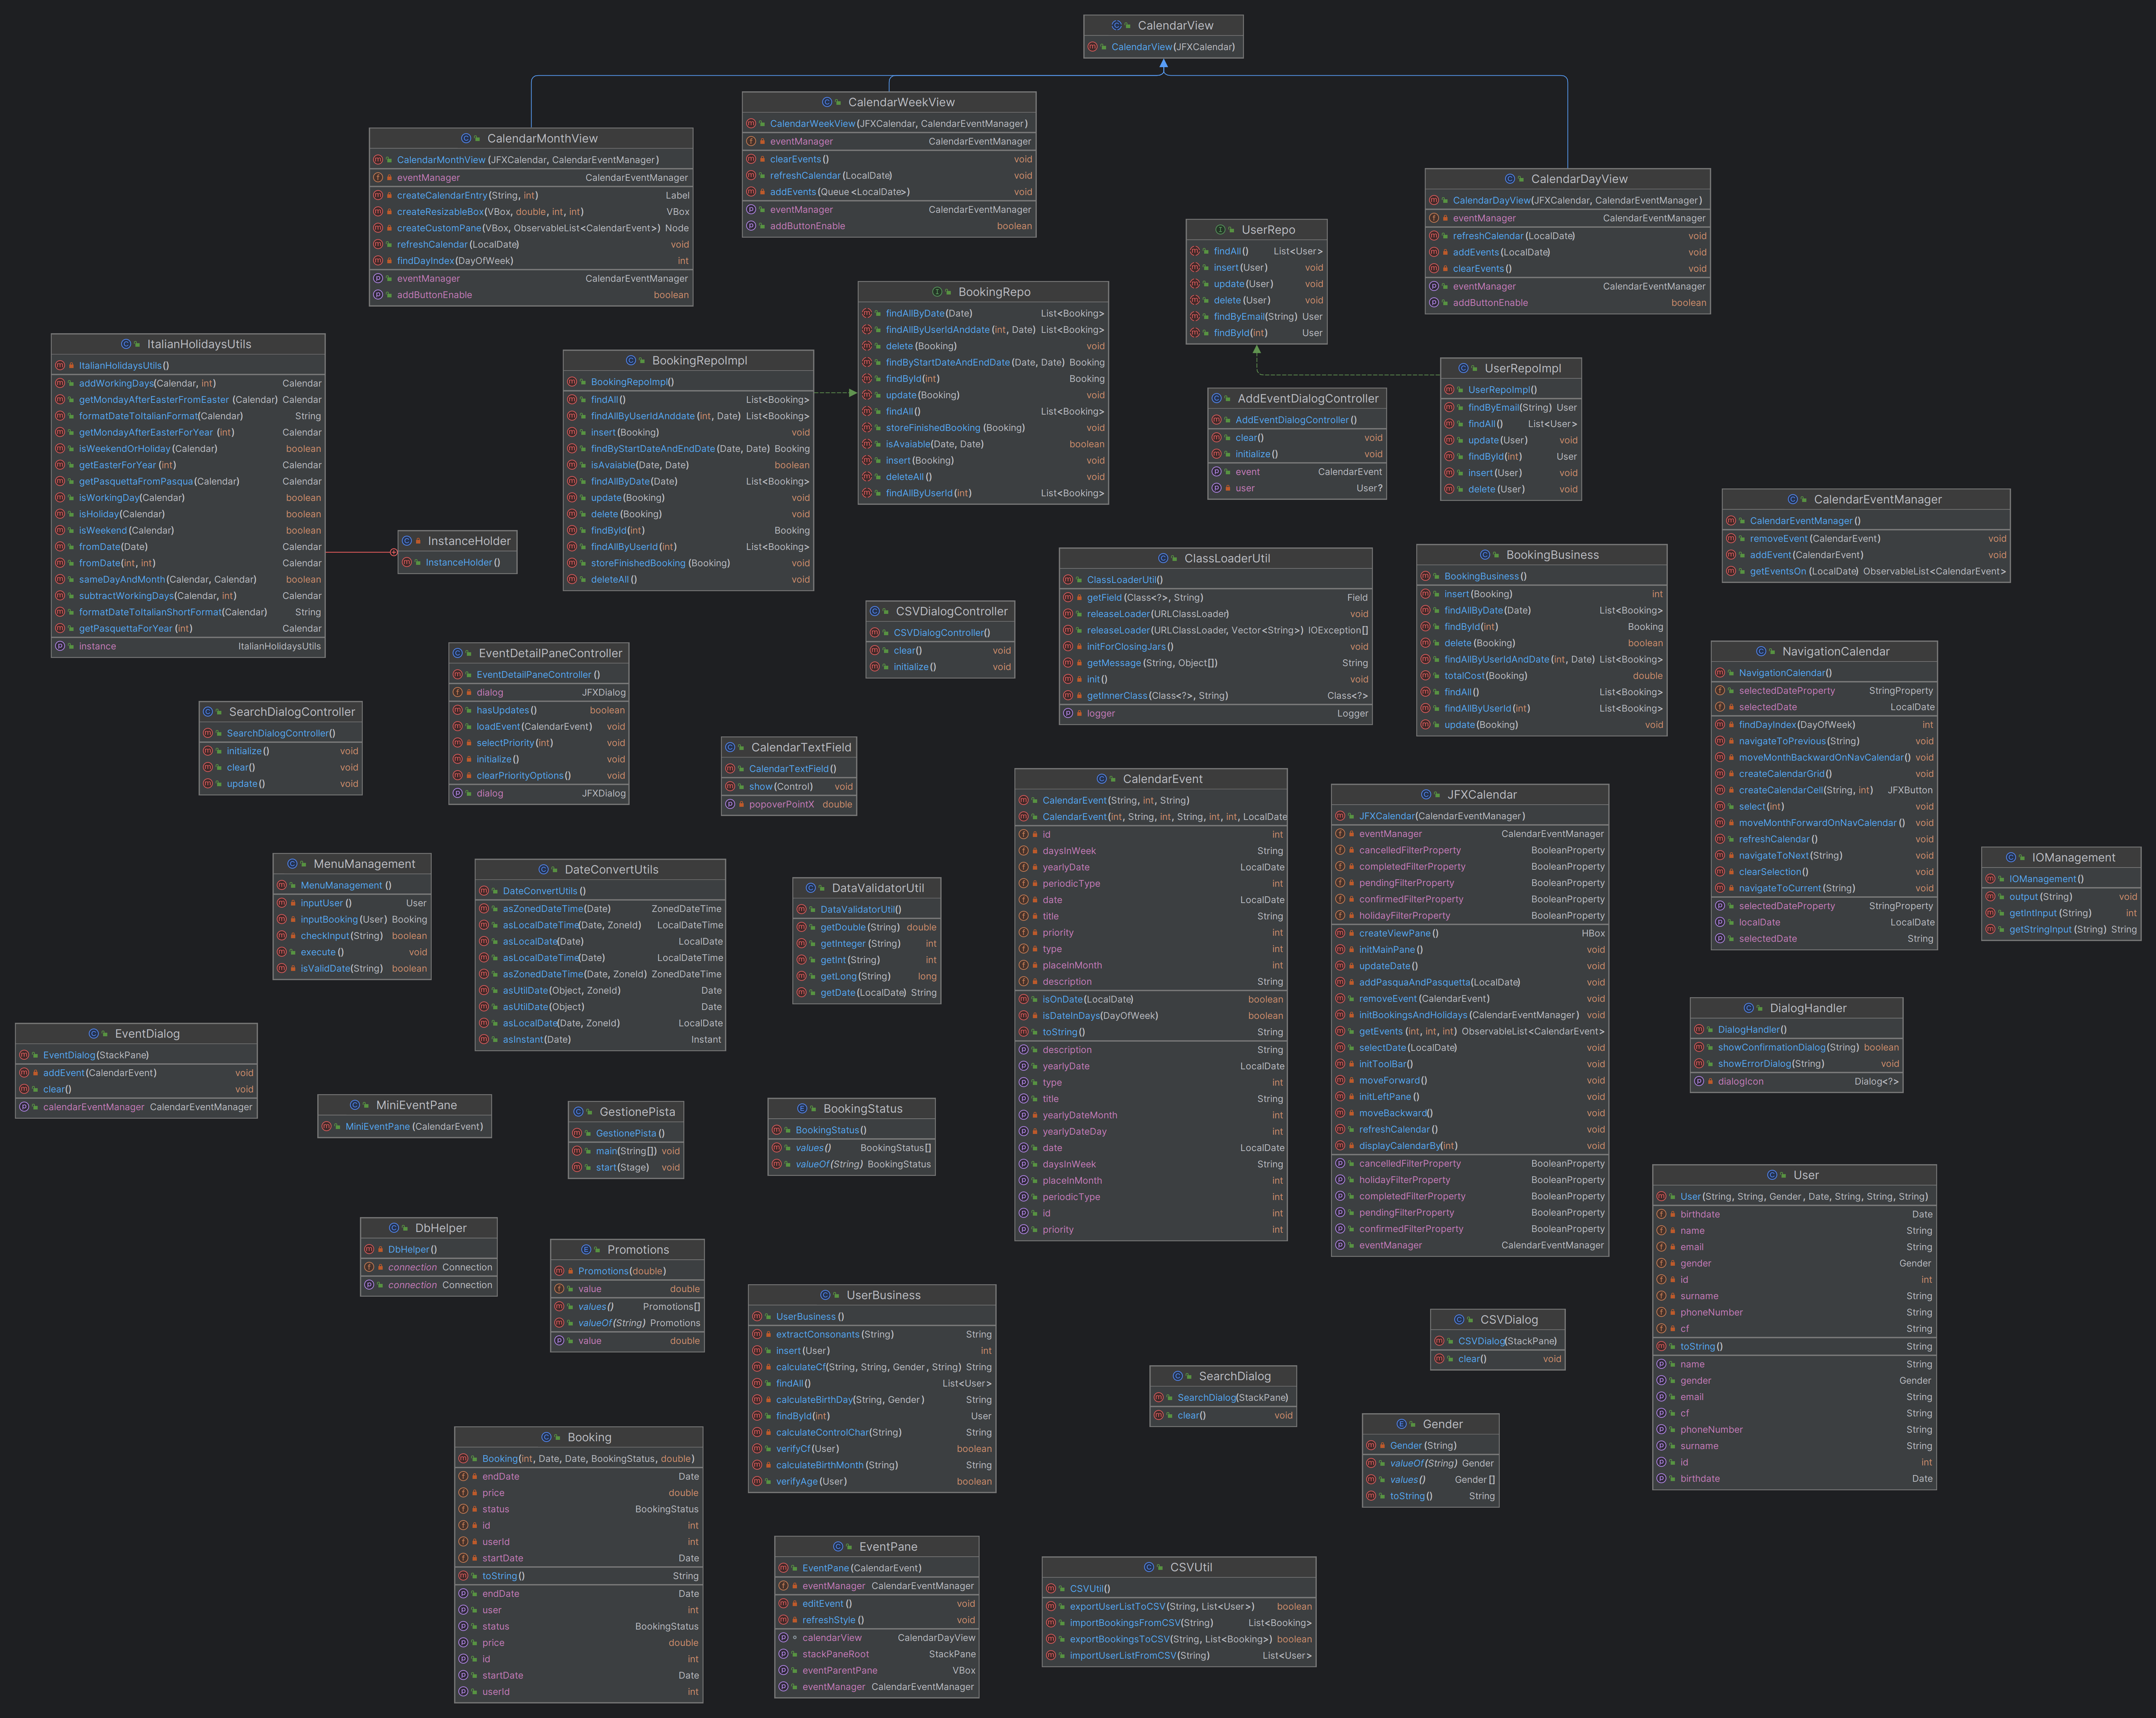 CalendarView
CalendarView(JFXCalendar)
CalendarWeekView
CalendarWeekView(JFXCalendar, CalendarEventManager)
eventManager CalendarEventManager
clearEvents() void
refreshCalendar(LocalDate) void
addEvents(Queue<LocalDate>) void
eventManager CalendarEventManager
addButtonEnable boolean
CalendarMonthView
CalendarMonthView(JFXCalendar, CalendarEventManager)
eventManager CalendarEventManager
createCalendarEntry(String, int) Label
createResizableBox(VBox, double, int, int) VBox
createCustomPane(VBox, ObservableList<CalendarEvent>) Node
refreshCalendar(LocalDate) void
findDayIndex(DayOfWeek) int
eventManager CalendarEventManager
addButtonEnable boolean
CalendarDayView
CalendarDayView(JFXCalendar, CalendarEventManager)
eventManager CalendarEventManager
refreshCalendar(LocalDate) void
addEvents(LocalDate) void
clearEvents() void
eventManager CalendarEventManager
addButtonEnable boolean
UserRepo
findAll() List<User>
insert(User) void
update(User) void
delete(User) void
findByEmail(String) User
findById(int) User
BookingRepo
findAllByDate(Date) List<Booking>
findAllByUserIdAnddate(int, Date) List<Booking>
delete(Booking) void
findByStartDateAndEndDate(Date, Date) Booking
findById(int) Booking
update(Booking) void
findAll() List<Booking>
storeFinishedBooking(Booking) void
isAvaiable(Date, Date) boolean
insert(Booking) void
deleteAll() void
findAllByUserId(int) List<Booking>
ItalianHolidaysUtils
ItalianHolidaysUtils()
addWorkingDays(Calendar, int) Calendar
getMondayAfterEasterFromEaster(Calendar) Calendar
formatDateToItalianFormat(Calendar) String
getMondayAfterEasterForYear(int) Calendar
isWeekendOrHoliday(Calendar) boolean
getEasterForYear(int) Calendar
getPasquettaFromPasqua(Calendar) Calendar
isWorkingDay(Calendar) boolean
isHoliday(Calendar) boolean
isWeekend(Calendar) boolean
fromDate(Date) Calendar
fromDate(int, int) Calendar
sameDayAndMonth(Calendar, Calendar) boolean
subtractWorkingDays(Calendar, int) Calendar
formatDateToItalianShortFormat(Calendar) String
getPasquettaForYear(int) Calendar
instance ItalianHolidaysUtils
InstanceHolder
InstanceHolder()
BookingRepoImpl
BookingRepoImpl()
findAll() List<Booking>
findAllByUserIdAnddate(int, Date) List<Booking>
insert(Booking) void
findByStartDateAndEndDate(Date, Date) Booking
isAvaiable(Date, Date) boolean
findAllByDate(Date) List<Booking>
update(Booking) void
delete(Booking) void
findById(int) Booking
findAllByUserId(int) List<Booking>
storeFinishedBooking(Booking) void
deleteAll() void
UserRepoImpl
UserRepoImpl()
findByEmail(String) User
findAll() List<User>
update(User) void
findById(int) User
insert(User) void
delete(User) void
AddEventDialogController
AddEventDialogController()
clear() void
initialize() void
event CalendarEvent
user User?
CalendarEventManager
CalendarEventManager()
removeEvent(CalendarEvent) void
addEvent(CalendarEvent) void
getEventsOn(LocalDate) ObservableList<CalendarEvent>
ClassLoaderUtil
ClassLoaderUtil()
getField(Class<?>, String) Field
releaseLoader(URLClassLoader) void
releaseLoader(URLClassLoader, Vector<String>) IOException[]
initForClosingJars() void
getMessage(String, Object[]) String
init() void
getInnerClass(Class<?>, String) Class<?>
logger Logger
BookingBusiness
BookingBusiness()
insert(Booking) int
findAllByDate(Date) List<Booking>
findById(int) Booking
delete(Booking) boolean
findAllByUserIdAndDate(int, Date) List<Booking>
totalCost(Booking) double
findAll() List<Booking>
findAllByUserId(int) List<Booking>
update(Booking) void
CSVDialogController
CSVDialogController()
clear() void
initialize() void
EventDetailPaneController
EventDetailPaneController()
dialog JFXDialog
hasUpdates() boolean
loadEvent(CalendarEvent) void
selectPriority(int) void
initialize() void
clearPriorityOptions() void
dialog JFXDialog
NavigationCalendar
NavigationCalendar()
selectedDateProperty StringProperty
selectedDate LocalDate
findDayIndex(DayOfWeek) int
navigateToPrevious(String) void
moveMonthBackwardOnNavCalendar() void
createCalendarGrid() void
createCalendarCell(String, int) JFXButton
select(int) void
moveMonthForwardOnNavCalendar() void
refreshCalendar() void
navigateToNext(String) void
clearSelection() void
navigateToCurrent(String) void
selectedDateProperty StringProperty
localDate LocalDate
selectedDate String
SearchDialogController
SearchDialogController()
initialize() void
clear() void
update() void
CalendarTextField
CalendarTextField()
show(Control) void
popoverPointX double
CalendarEvent
CalendarEvent(String, int, String)
CalendarEvent(int, String, int, String, int, int, LocalDate
id int
daysInWeek String
yearlyDate LocalDate
periodicType int
date LocalDate
title String
priority int
type int
placeInMonth int
description String
isOnDate(LocalDate) boolean
isDateInDays(DayOfWeek) boolean
toString() String
description String
yearlyDate LocalDate
type int
title String
yearlyDateMonth int
yearlyDateDay int
date LocalDate
daysInWeek String
placeInMonth int
periodicType int
id int
priority int
JFXCalendar
JFXCalendar(CalendarEventManager)
eventManager CalendarEventManager
cancelledFilterProperty BooleanProperty
completedFilterProperty BooleanProperty
pendingFilterProperty BooleanProperty
confirmedFilterProperty BooleanProperty
holidayFilterProperty BooleanProperty
createViewPane() HBox
initMainPane() void
updateDate() void
addPasquaAndPasquetta(LocalDate) void
removeEvent(CalendarEvent) void
initBookingsAndHolidays(CalendarEventManager) void
getEvents(int, int, int) ObservableList<CalendarEvent>
selectDate(LocalDate) void
initToolBar() void
moveForward() void
initLeftPane() void
moveBackward() void
refreshCalendar() void
displayCalendarBy(int) void
cancelledFilterProperty BooleanProperty
holidayFilterProperty BooleanProperty
completedFilterProperty BooleanProperty
pendingFilterProperty BooleanProperty
confirmedFilterProperty BooleanProperty
eventManager CalendarEventManager
MenuManagement
MenuManagement()
inputUser() User
inputBooking(User) Booking
checkInput(String) boolean
execute() void
isValidDate(String) boolean
DateConvertUtils
DateConvertUtils()
asZonedDateTime(Date) ZonedDateTime
asLocalDateTime(Date, ZoneId) LocalDateTime
asLocalDate(Date) LocalDate
asLocalDateTime(Date) LocalDateTime
asZonedDateTime(Date, ZoneId) ZonedDateTime
asUtilDate(Object, ZoneId) Date
asUtilDate(Object) Date
asLocalDate(Date, ZoneId) LocalDate
asInstant(Date) Instant
DataValidatorUtil
DataValidatorUtil()
getDouble(String) double
getInteger(String) int
getInt(String) int
getLong(String) long
getDate(LocalDate) String
IOManagement
IOManagement()
output(String) void
getIntInput(String) int
getStringInput(String) String
DialogHandler
DialogHandler()
showConfirmationDialog(String) boolean
showErrorDialog(String) void
dialogIcon Dialog<?>
EventDialog
EventDialog(StackPane)
addEvent(CalendarEvent) void
clear() void
calendarEventManager CalendarEventManager
MiniEventPane
MiniEventPane(CalendarEvent)
GestionePista
GestionePista()
main(String[]) void
start(Stage) void
BookingStatus
BookingStatus()
values() BookingStatus[]
valueOf(String) BookingStatus
User
User(String, String, Gender, Date, String, String, String)
birthdate Date
name String
email String
gender Gender
id int
surname String
phoneNumber String
cf String
toString() String
name String
gender Gender
email String
cf String
phoneNumber String
surname String
id int
birthdate Date
DbHelper
DbHelper()
connection Connection
connection Connection
Promotions
Promotions(double)
value double
values() Promotions[]
valueOf(String) Promotions
value double
UserBusiness
UserBusiness()
extractConsonants(String) String
insert(User) int
calculateCf(String, String, Gender, String) String
findAll() List<User>
calculateBirthDay(String, Gender) String
findById(int) User
calculateControlChar(String) String
verifyCf(User) boolean
calculateBirthMonth(String) String
verifyAge(User) boolean
CSVDialog
CSVDialog(StackPane)
clear() void
SearchDialog
SearchDialog(StackPane)
clear() void
Gender
Gender(String)
valueOf(String) Gender
values() Gender[]
toString() String
Booking
Booking(int, Date, Date, BookingStatus, double)
endDate Date
price double
status BookingStatus
id int
userId int
startDate Date
toString() String
endDate Date
user int
status BookingStatus
price double
id int
startDate Date
userId int
EventPane
EventPane(CalendarEvent)
eventManager CalendarEventManager
editEvent() void
refreshStyle() void
calendarView CalendarDayView
stackPaneRoot StackPane
eventParentPane VBox
eventManager CalendarEventManager
CSVUtil
CSVUtil()
exportUserListToCSV(String, List<User>) boolean
importBookingsFromCSV(String) List<Booking>
exportBookingsToCSV(String, List<Booking>) boolean
importUserListFromCSV(String) List<User>